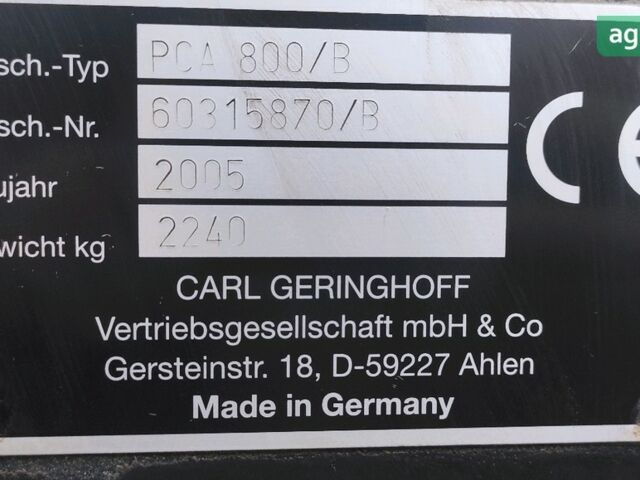 ag
sch.-Typ PCA 800/B
sch.-Nr. 60315870/B
ujahr 2005
wicht kg 2240
CE
CARL GERINGHOFF
Vertriebsgesellschaft mbH & Co
Gersteinstr. 18, D-59227 Ahlen
Made in Germany